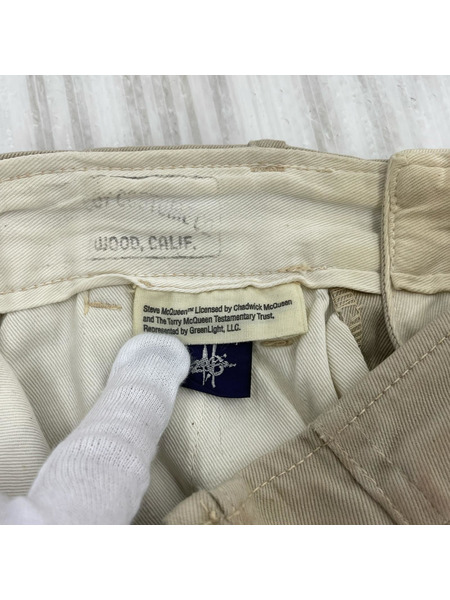 WOOD, CALIF.
Steve McQueen™ Licensed by Chadwick McQueen
and The Terry McQueen Testamentary Trust,
Represented by GreenLight, LLC.